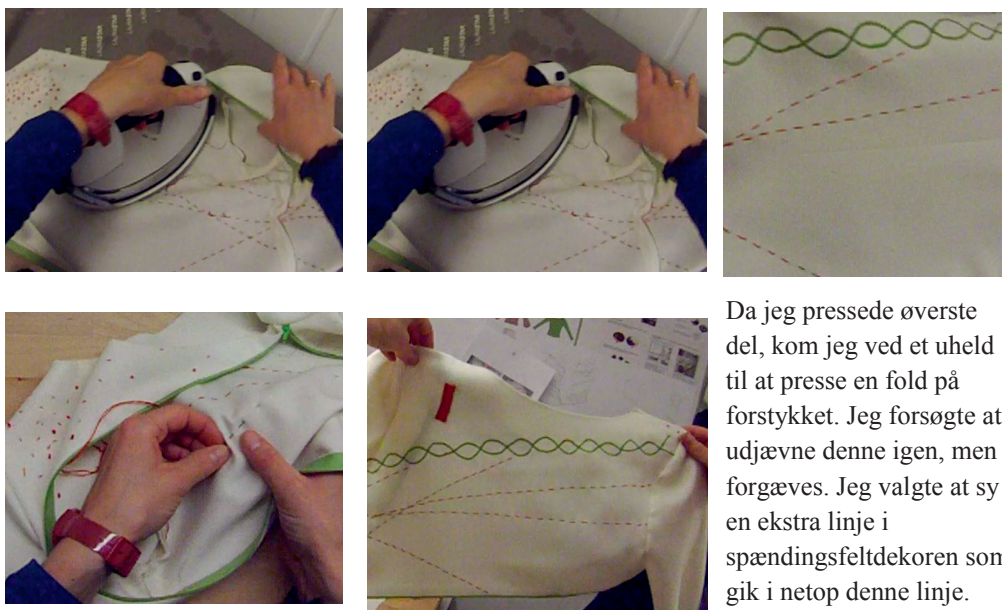 Da jeg pressede øverste
del, kom jeg ved et uheld
til at presse en fold på
forstykket. Jeg forsøgte at
udjævne denne igen, men
forgæves. Jeg valgte at sy
en ekstra linje i
spændingsfeltdekoren som
gik i netop denne linje.